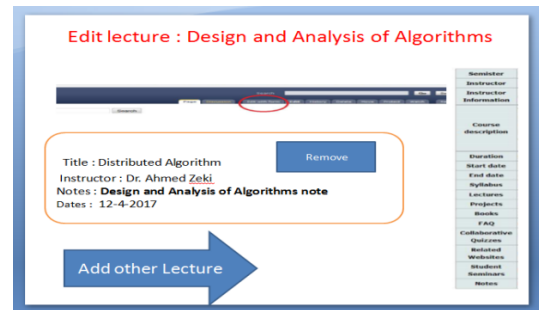 Edit lecture : Design and Analysis of Algorithms
Search
Search
Title : Distributed Algorithm
Remove
Instructor : Dr. Ahmed Zeki
Notes : Design and Analysis of Algorithms note
Dates : 12-4-2017
Add other Lecture
Semister
Instructor
Instructor
Information
Course
description
Duration
Start date
End date
Syllabus
Lectures
Projects
Books
FAQ
Collaborative
Quizzes
Related
Websites
Student
Seminars
Notes